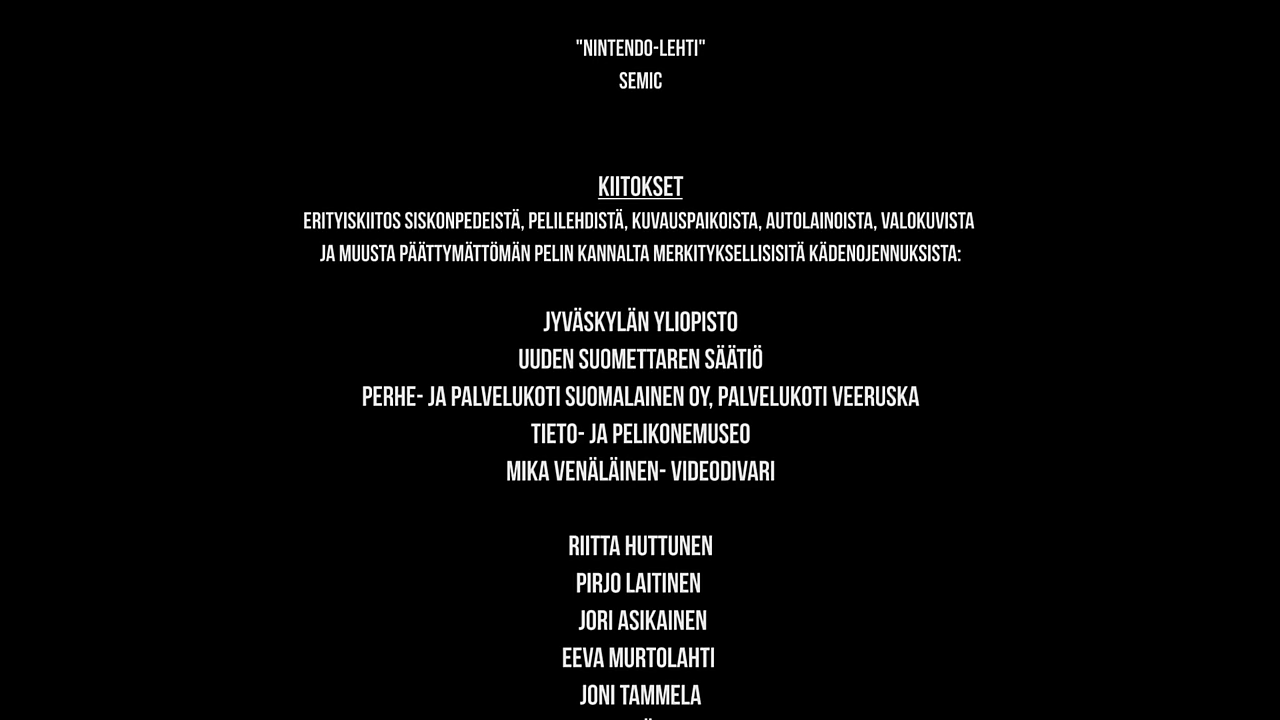 "NINTENDO-LEHTI"
SEMIC
KIITOKSET
ERITYISKIITOS SISKONPEDEISTÄ, PELILEHDISTÄ, KUVAUSPAIKOISTA, AUTOLAINOISTA, VALOKUVISTA
JA MUUSTA PÄÄTTYMÄTTÖMÄN PELIN KANNALTA MERKITYKSELLISISITÄ KÄDENOJENNUKSISTA:
JYVÄSKYLÄN YLIOPISTO
UUDEN SUOMETTAREN SÄÄTIÖ
PERHE- JA PALVELUKOTI SUOMALAINEN OY, PALVELUKOTI VEERUSKA
TIETO- JA PELIKONEMUSEO
MIKA VENÄLÄINEN- VIDEODIVARI
RIITTA HUTTUNEN
PIRJO LAITINEN
JORI ASIKAINEN
EEVA MURTOLAHTI
JONI TAMMELA